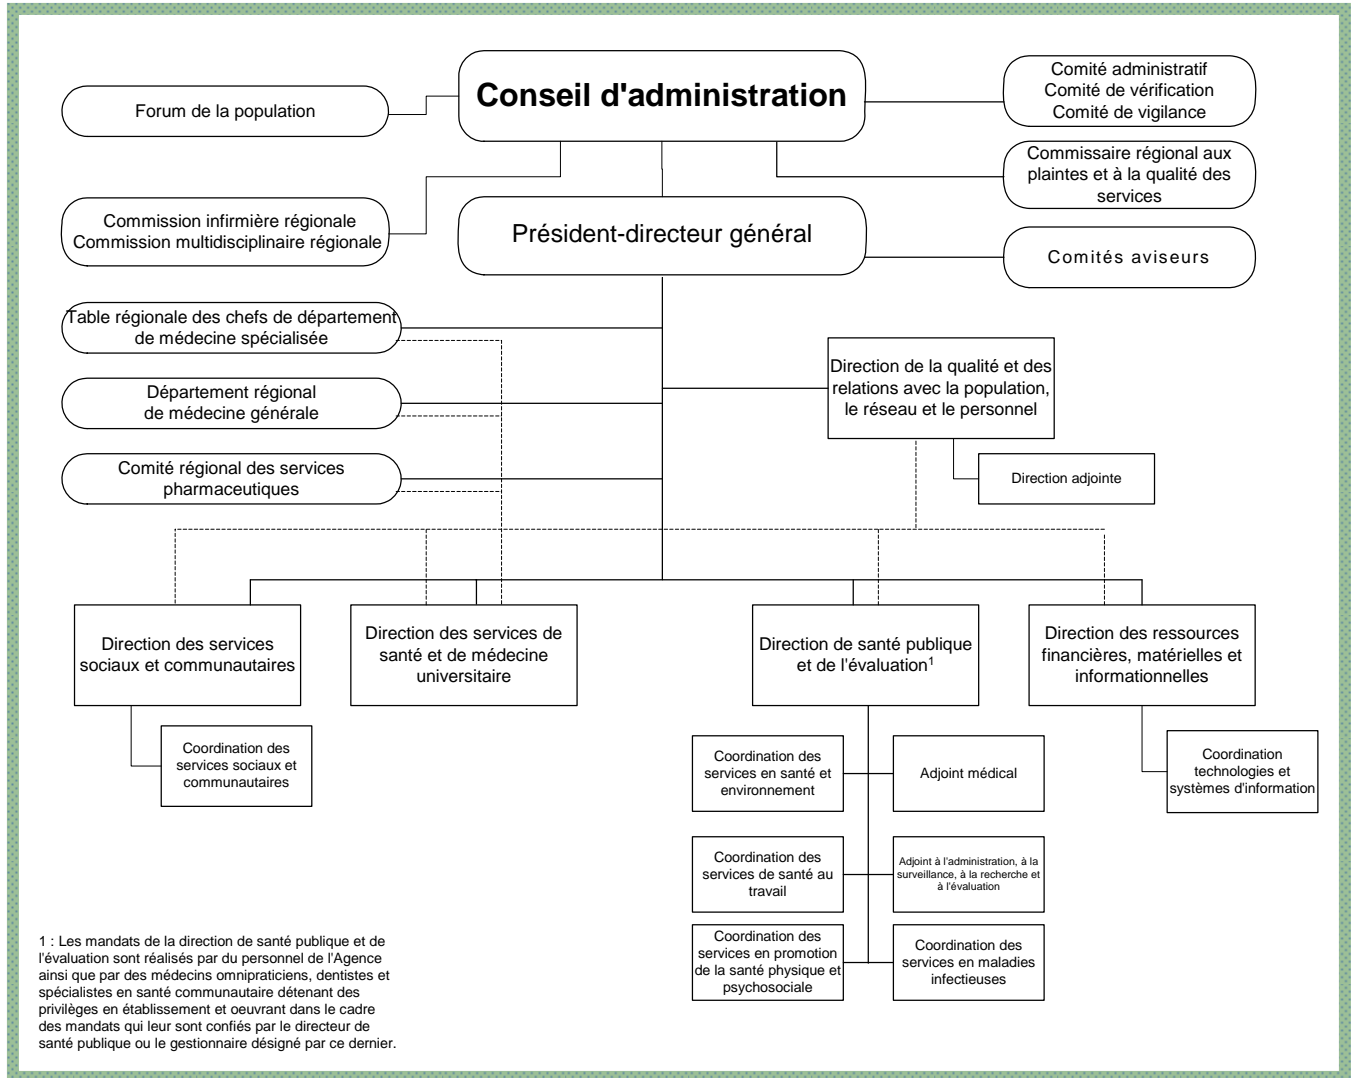 Conseil d'administration
Forum de la population
Comité administratif
Comité de vérification
Comité de vigilance
Commissaire régional aux
plaintes et à la qualité des
services
Commission infirmière régionale
Commission multidisciplinaire régionale
Président-directeur général
Comités aviseurs
Table régionale des chefs de département
de médecine spécialisée
Direction de la qualité et des
relations avec la population,
le réseau et le personnel
Département régional
de médecine générale
Comité régional des services
pharmaceutiques
Direction adjointe
Direction des services
sociaux et communautaires
Direction des services de
santé et de médecine
universitaire
Direction de santé publique
et de l'évaluation1
Direction des ressources
financières, matérielles et
informationnelles
Coordination des
services sociaux et
communautaires
Coordination des
services en santé et
environnement
Adjoint médical
Coordination
technologies et
systèmes d'information
Coordination des
services de santé au
travail
Adjoint à l'administration, à la
surveillance, à la recherche et
à l'évaluation
Coordination des
services en promotion
de la santé physique et
psychosociale
Coordination des
services en maladies
infectieuses
1 : Les mandats de la direction de santé publique et de
l'évaluation sont réalisés par du personnel de l'Agence
ainsi que par des médecins omnipraticiens, dentistes et
spécialistes en santé communautaire détenant des
privilèges en établissement et oeuvrant dans le cadre
des mandats qui leur sont confiés par le directeur de
santé publique ou le gestionnaire désigné par ce dernier.